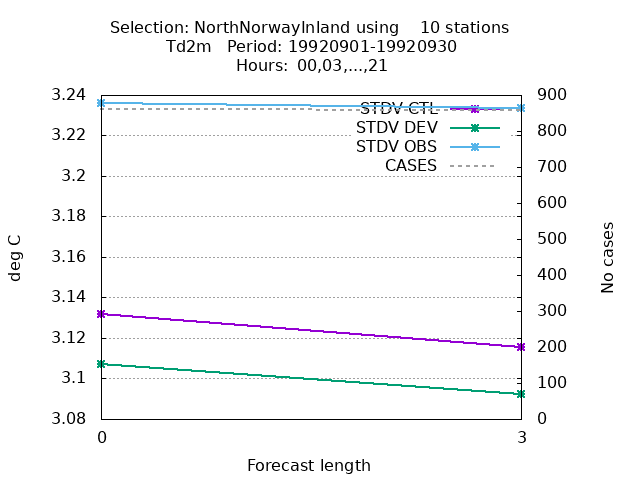 Selection: NorthNorwayInland using    10 stations
Td2m   Period: 19920901-19920930
Hours:  00,03,...,21
3.24
3.22
3.2
3.18
3.16
3.14
3.12
3.1
3.08
deg C
STDV CTL
STDV DEV
STDV OBS
CASES
900
800
700
600
500
400
300
200
100
0
No cases
0
3
Forecast length